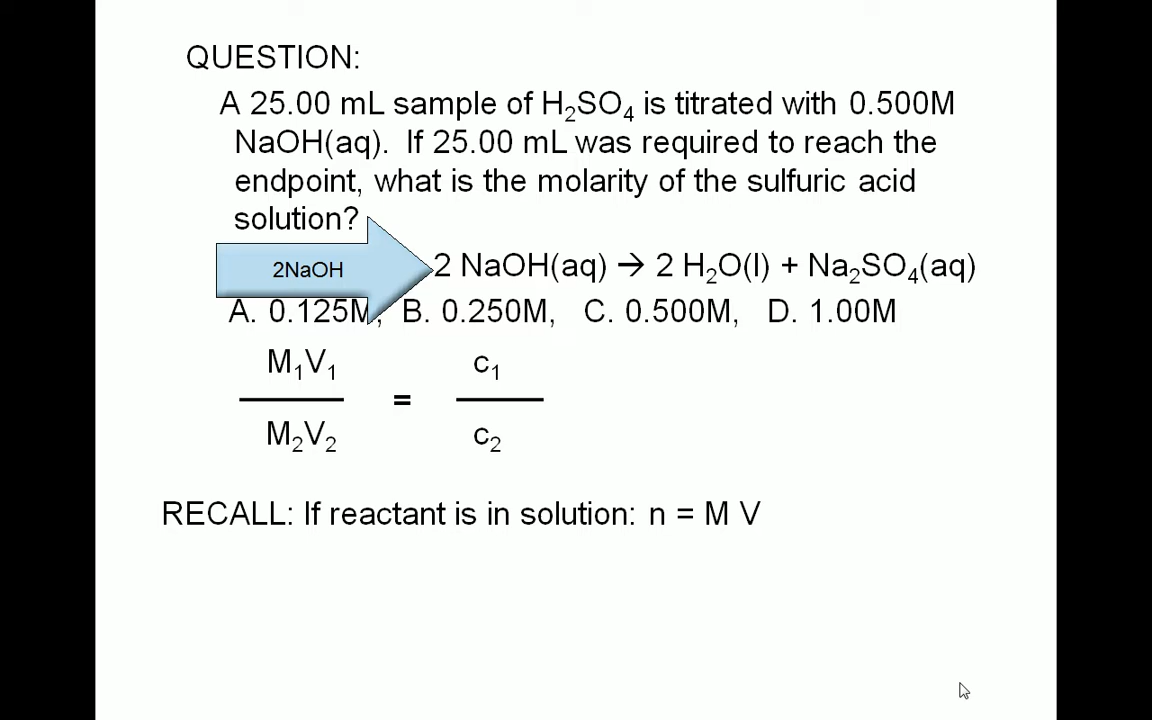 QUESTION:
A 25.00 mL sample of H₂SO₄ is titrated with 0.500M
NaOH(aq). If 25.00 mL was required to reach the
endpoint, what is the molarity of the sulfuric acid
solution?
2NaOH 2 NaOH(aq) → 2 H₂O(l) + Na₂SO₄(aq)
A. 0.125M, B. 0.250M, C. 0.500M, D. 1.00M
M₁V₁ c₁
=
M₂V₂ c₂
RECALL: If reactant is in solution: n = M V